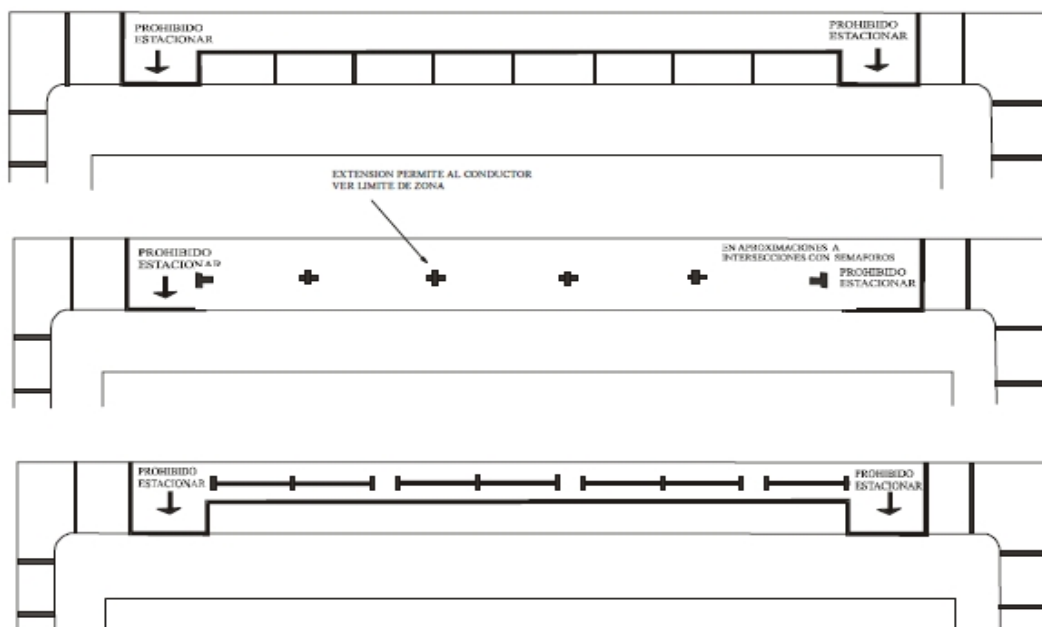 PROHIBIDO
ESTACIONAR
PROHIBIDO
ESTACIONAR
EXTENSION PERMITE AL CONDUCTOR
VER LIMITE DE ZONA
PROHIBIDO
ESTACIONAR
EN APROXIMACIONES A
INTERSECCIONES CON SEMAFOROS
PROHIBIDO
ESTACIONAR
PROHIBIDO
ESTACIONAR
PROHIBIDO
ESTACIONAR